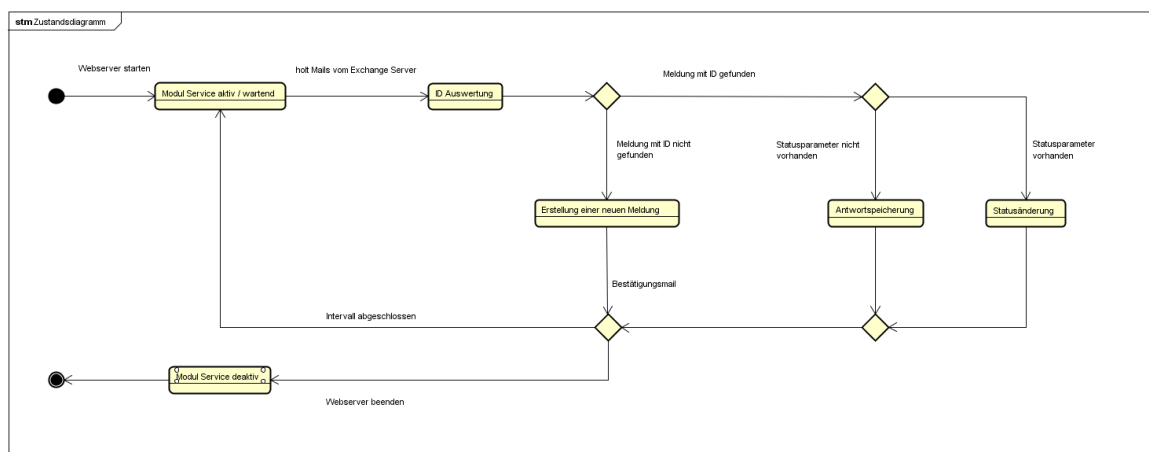 stm Zustandsdiagramm
Webserver starten
holt Mails vom Exchange Server
Meldung mit ID gefunden
Modul Service aktiv / wartend
ID Auswertung
Meldung mit ID nicht
gefunden
Statusparameter nicht
vorhanden
Statusparameter
vorhanden
Erstellung einer neuen Meldung
Antwortspeicherung
Statusänderung
Bestätigungsmail
Intervall abgeschlossen
Modul Service deaktiv
Webserver beenden